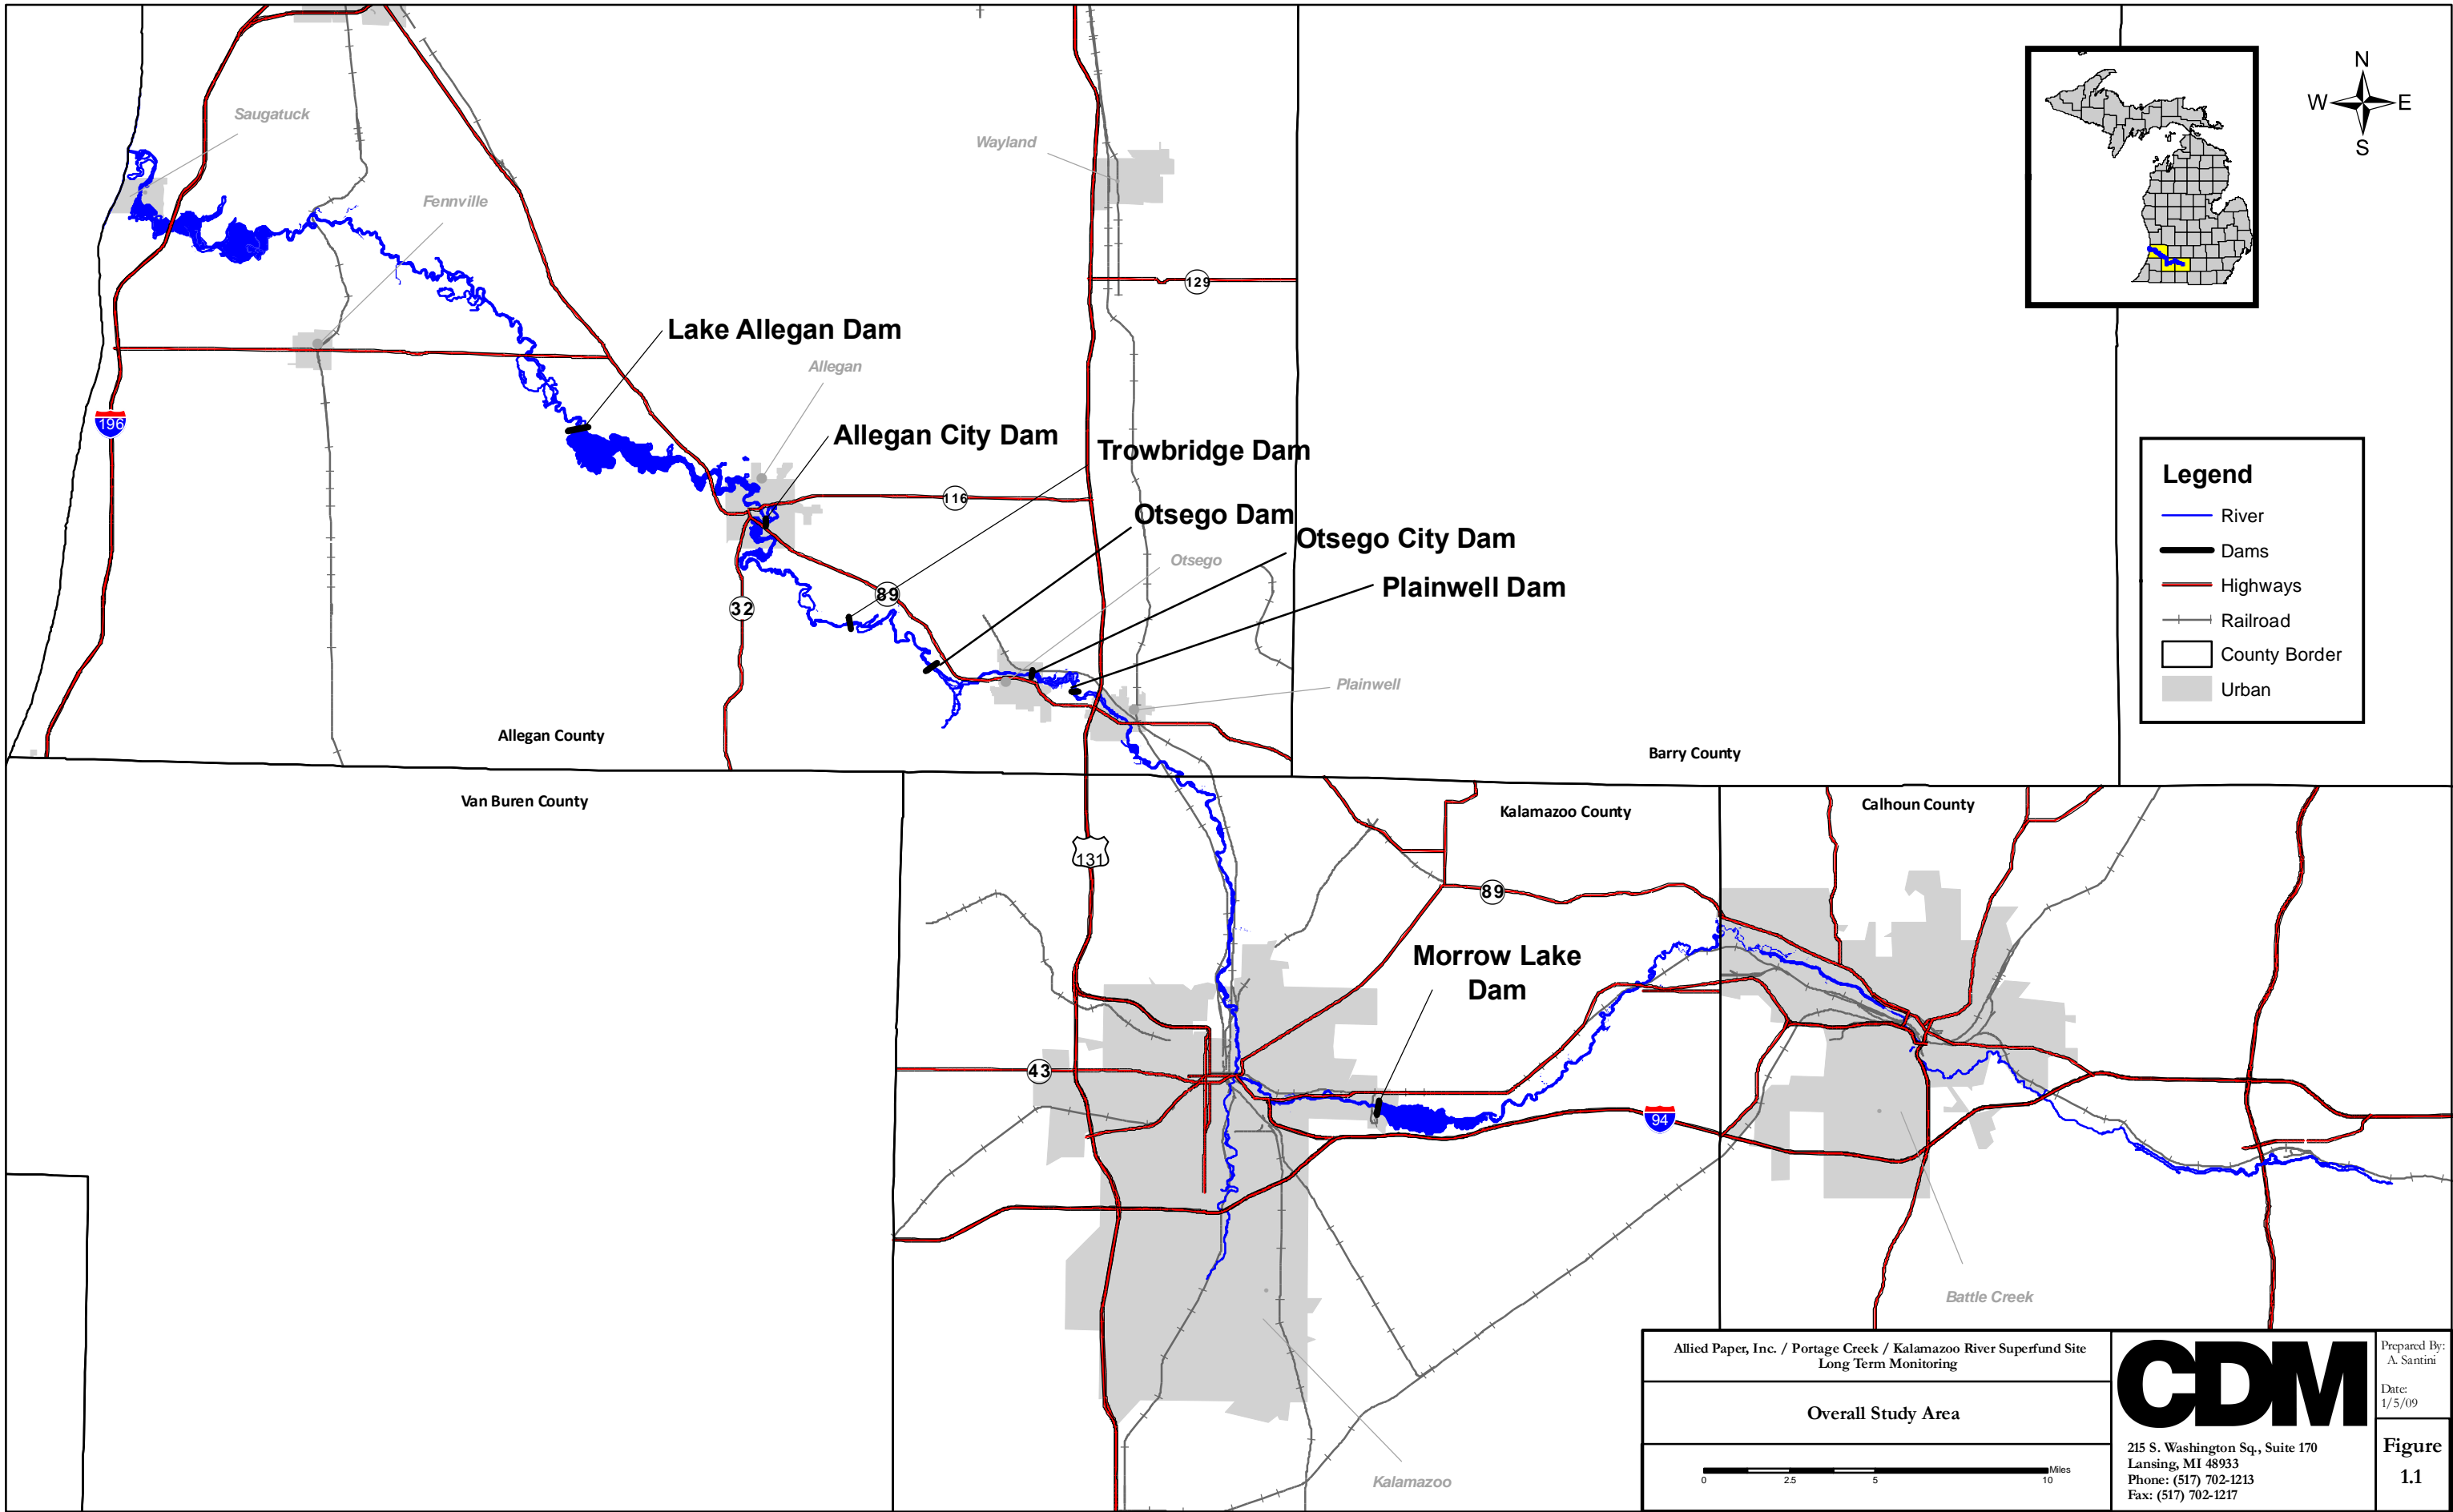 Saugatuck
Wayland
Fennville
N
W
E
S
129
Lake Allegan Dam
Allegan
196
Allegan City Dam
Trowbridge Dam
116
Otsego Dam
Otsego City Dam
Otsego
Plainwell Dam
89
32
Plainwell
Legend
River
Dams
Highways
Railroad
County Border
Urban
Allegan County
Barry County
Van Buren County
Kalamazoo County
Calhoun County
131
89
Morrow Lake
Dam
43
94
Battle Creek
Kalamazoo
Allied Paper, Inc. / Portage Creek / Kalamazoo River Superfund Site
Long Term Monitoring
Overall Study Area
Miles
0
2.5
5
10
CDM
215 S. Washington Sq., Suite 170
Lansing, MI 48933
Phone: (517) 702-1213
Fax: (517) 702-1217
Prepared By:
A. Santini
Date:
1/5/09
Figure
1.1